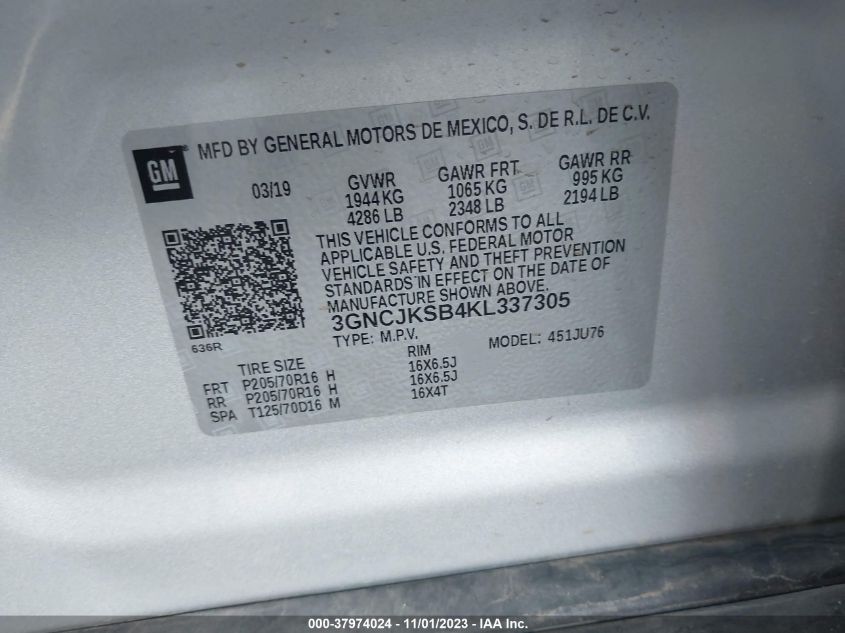 GM
MFD BY GENERAL MOTORS DE MEXICO, S. DE R.L. DE C.V.
03/19 GVWR GAWR FRT GAWR RR
1944 KG 1065 KG 995 KG
4286 LB 2348 LB 2194 LB
THIS VEHICLE CONFORMS TO ALL
APPLICABLE U.S. FEDERAL MOTOR
VEHICLE SAFETY AND THEFT PREVENTION
STANDARDS IN EFFECT ON THE DATE OF
MANUFACTURE SHOWN ABOVE.
3GNCJKSB4KL337305
636R TYPE: M.P.V. MODEL: 451JU76
TIRE SIZE RIM
FRT P205/70R16 H 16X6.5J
RR P205/70R16 H 16X6.5J
SPA T125/70D16 M 16X4T
000-37974024 - 11/01/2023 - IAA Inc.